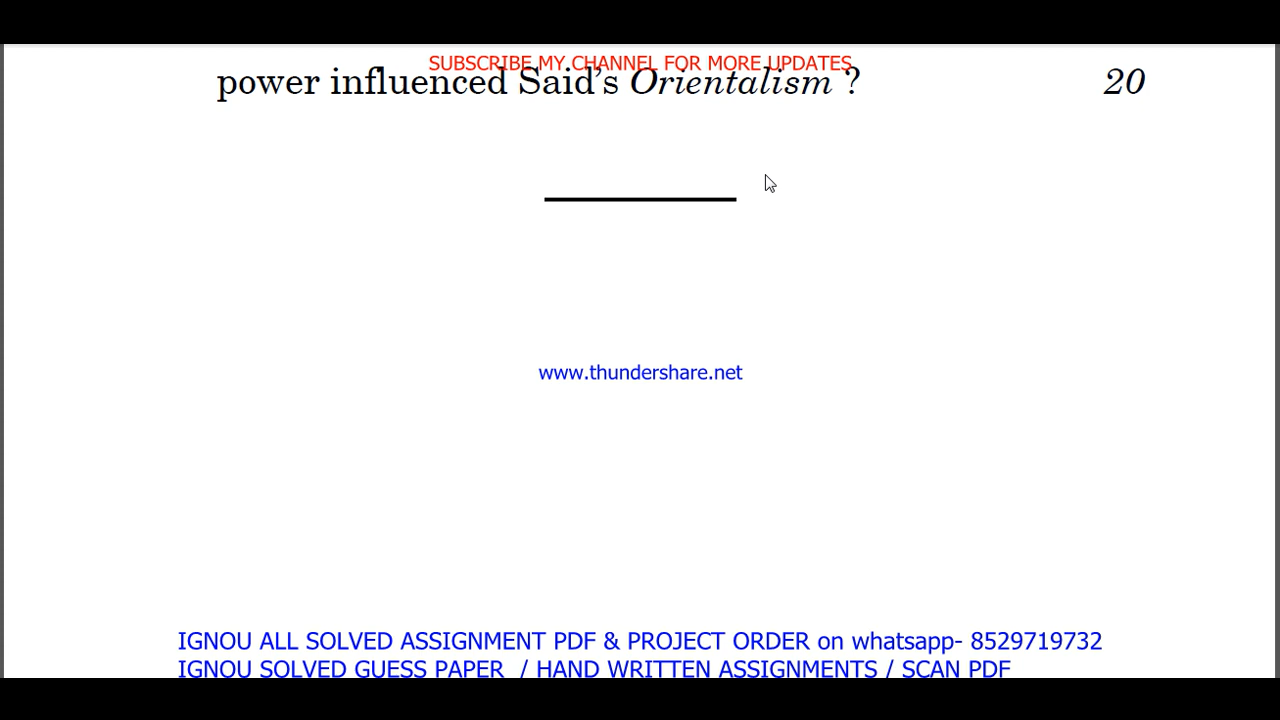 SUBSCRIBE MY CHANNEL FOR MORE UPDATES
power influenced Said's Orientalism ? 20
www.thundershare.net
IGNOU ALL SOLVED ASSIGNMENT PDF & PROJECT ORDER on whatsapp- 8529719732
IGNOU SOLVED GUESS PAPER / HAND WRITTEN ASSIGNMENTS / SCAN PDF